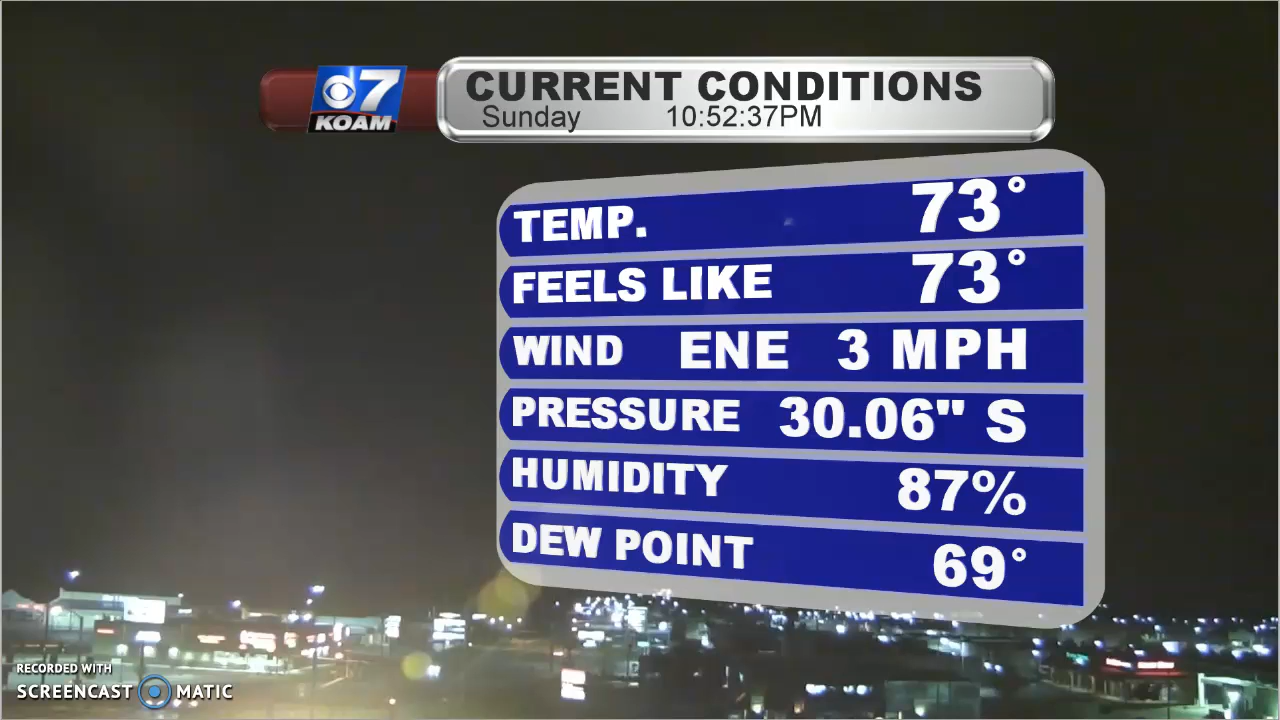 7
KOAM
CURRENT CONDITIONS
Sunday 10:52:37PM
TEMP. 73°
FEELS LIKE 73°
WIND ENE 3 MPH
PRESSURE 30.06" S
HUMIDITY 87%
DEW POINT 69°
RECORDED WITH
SCREENCAST MATIC